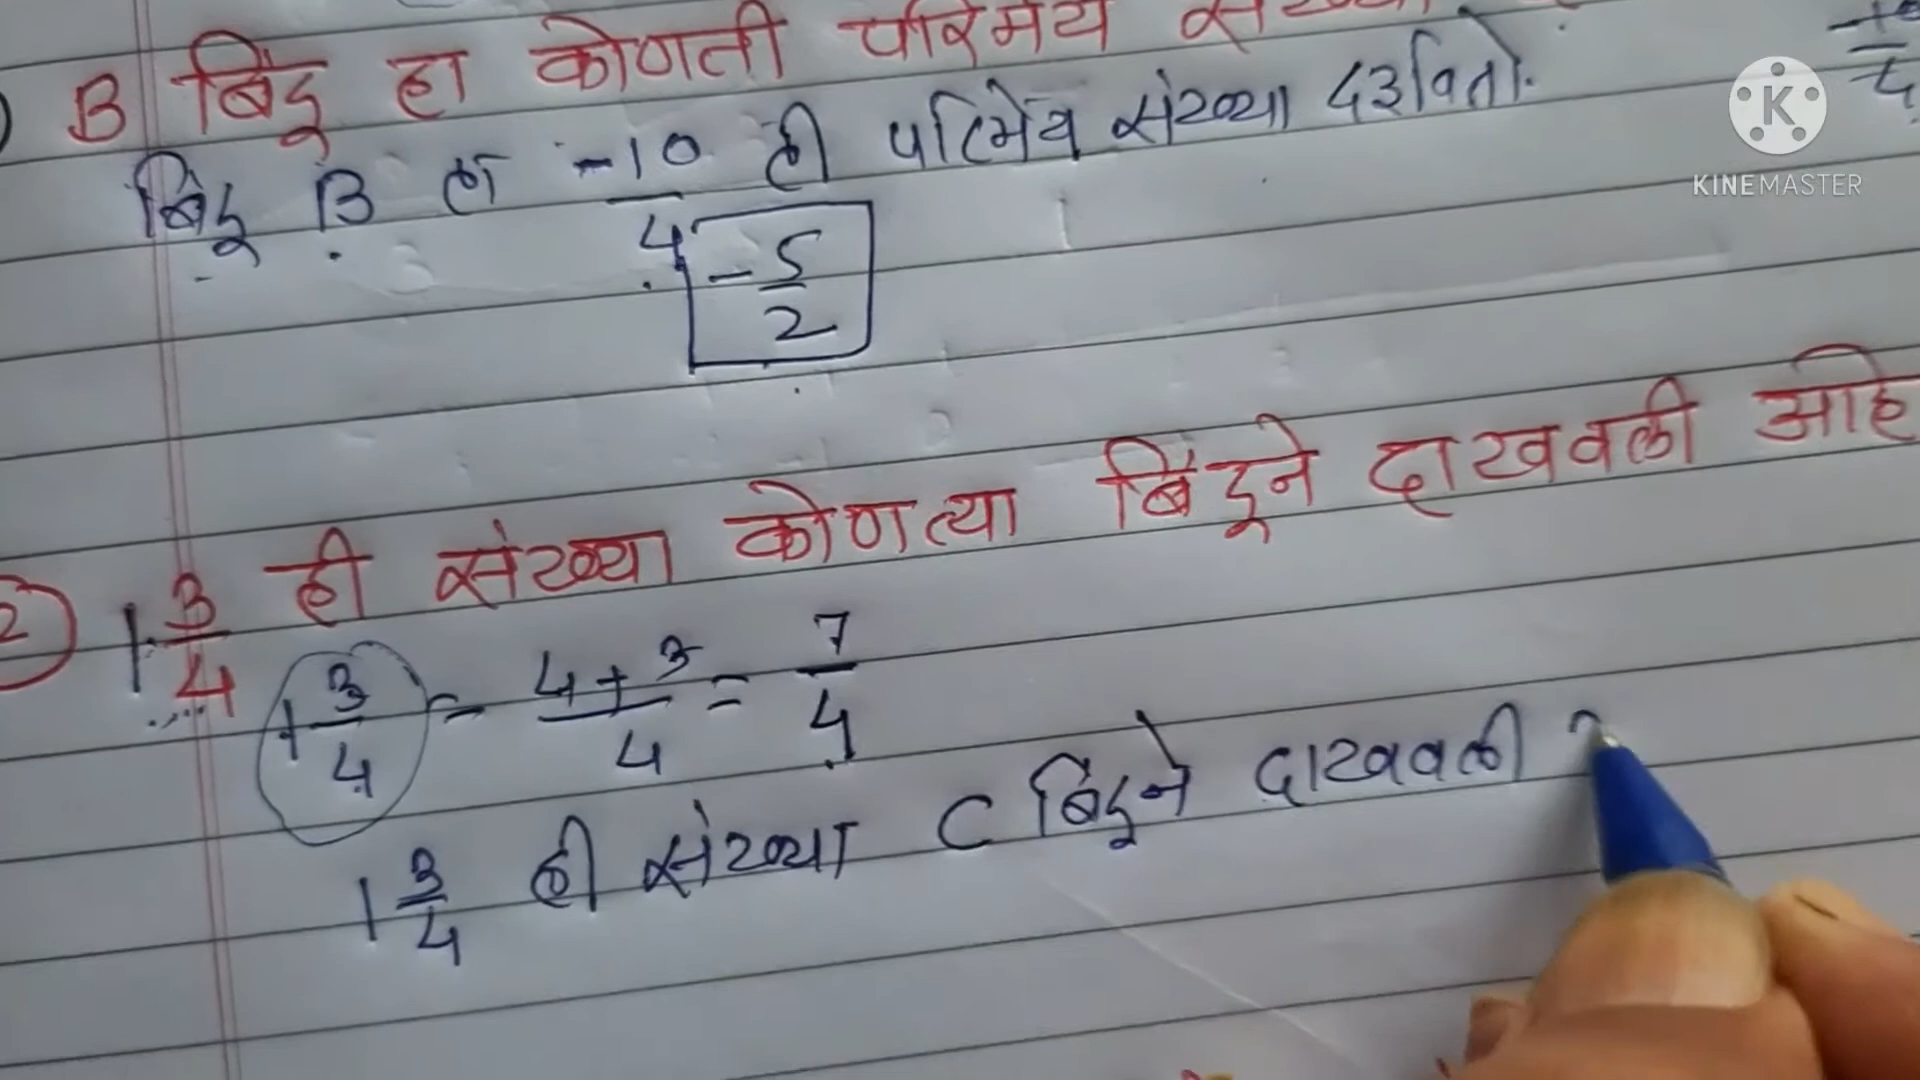 B बिंदू हा कोणती परिमेय
बिंदू B हा -10/4 ही परिमेय संख्या दर्शवितो.
-5/2
2 1 3/4 ही संख्या कोणत्या बिंदूने दाखवली आहे
1 3/4 = 4+3/4 = 7/4
1 3/4 ही संख्या C बिंदूने दाखवली
K
KINEMASTER